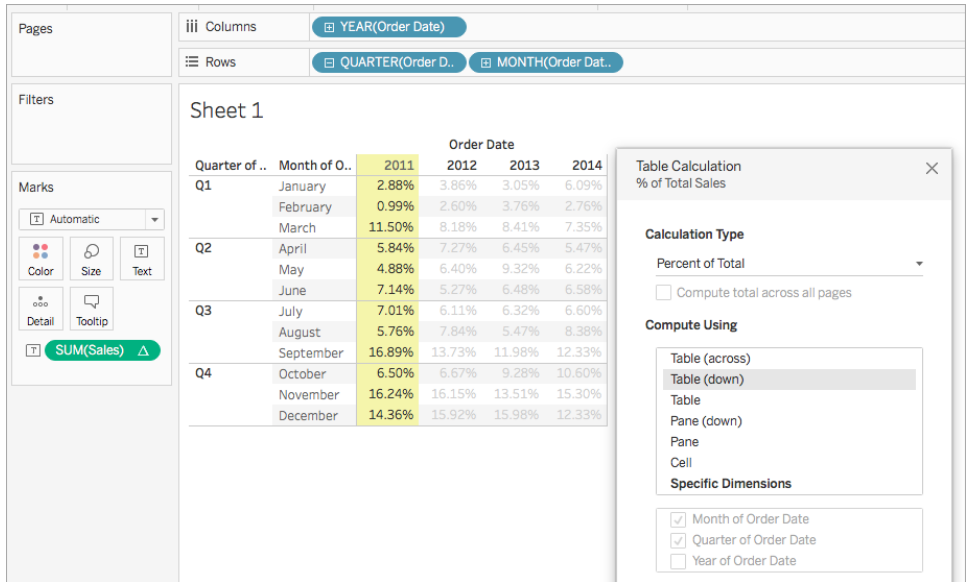 Pages
iii Columns
YEAR(Order Date)
Rows
QUARTER(Order D..
MONTH(Order Dat..
Filters
Marks
T Automatic
Color
Size
T
Text
Detail
Tooltip
T SUM(Sales) Δ
Sheet 1
Order Date
Quarter of .. Month of O.. 2011 2012 2013 2014
Q1 January 2.88% 3.86% 3.05% 6.09%
February 0.99% 2.60% 3.76% 2.76%
March 11.50% 8.18% 8.41% 7.35%
Q2 April 5.84% 7.27% 6.45% 5.47%
May 4.88% 6.40% 9.32% 6.22%
June 7.14% 5.27% 6.48% 6.58%
Q3 July 7.01% 6.11% 6.32% 6.60%
August 5.76% 7.84% 5.47% 8.38%
September 16.89% 13.73% 11.98% 12.33%
Q4 October 6.50% 6.67% 9.28% 10.60%
November 16.24% 16.15% 13.51% 15.30%
December 14.36% 15.92% 15.98% 12.33%
Table Calculation
% of Total Sales
Calculation Type
Percent of Total
Compute total across all pages
Compute Using
Table (across)
Table (down)
Table
Pane (down)
Pane
Cell
Specific Dimensions
Month of Order Date
Quarter of Order Date
Year of Order Date